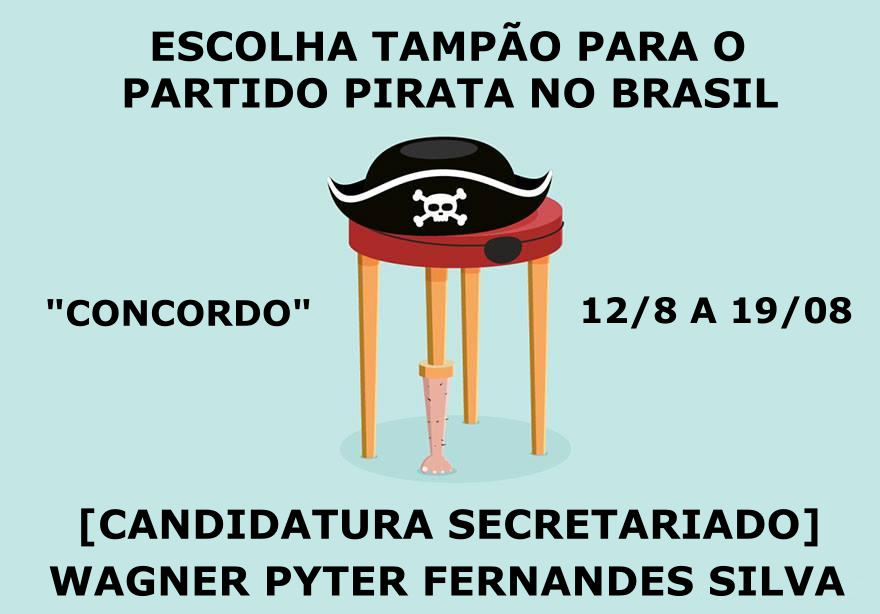 ESCOLHA TAMPÃO PARA O
PARTIDO PIRATA NO BRASIL
"CONCORDO"
12/8 A 19/08
[CANDIDATURA SECRETARIADO]
WAGNER PYTER FERNANDES SILVA